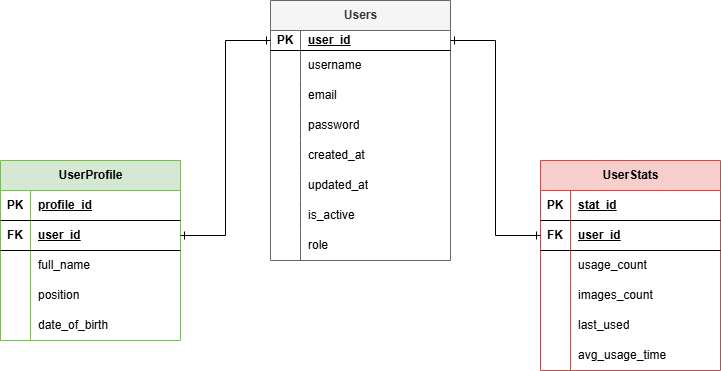 Users
PK user_id
username
email
password
created_at
updated_at
is_active
role
UserProfile
PK profile_id
FK user_id
full_name
position
date_of_birth
UserStats
PK stat_id
FK user_id
usage_count
images_count
last_used
avg_usage_time